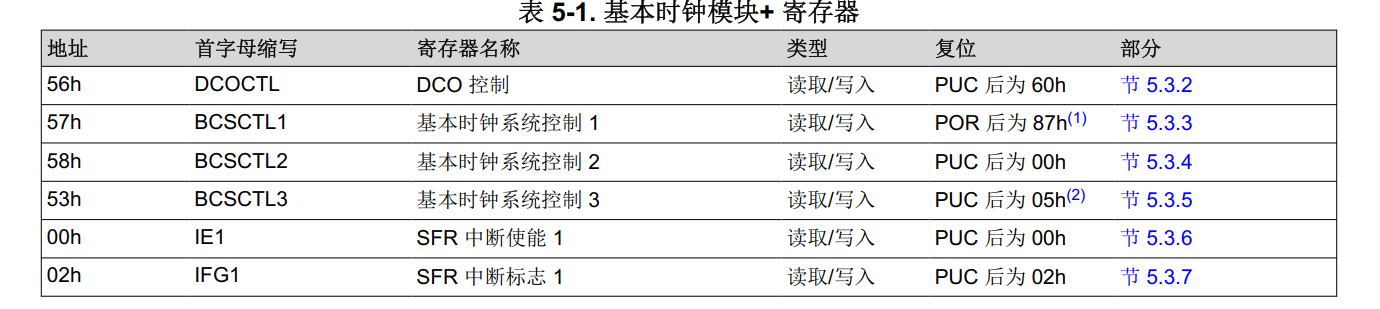 表 5-1. 基本时钟模块+ 寄存器
地址 首字母缩写 寄存器名称 类型 复位 部分
56h DCOCTL DCO 控制 读取/写入 PUC 后为 60h 节 5.3.2
57h BCSCTL1 基本时钟系统控制 1 读取/写入 POR 后为 87h(1) 节 5.3.3
58h BCSCTL2 基本时钟系统控制 2 读取/写入 PUC 后为 00h 节 5.3.4
53h BCSCTL3 基本时钟系统控制 3 读取/写入 PUC 后为 05h(2) 节 5.3.5
00h IE1 SFR 中断使能 1 读取/写入 PUC 后为 00h 节 5.3.6
02h IFG1 SFR 中断标志 1 读取/写入 PUC 后为 02h 节 5.3.7